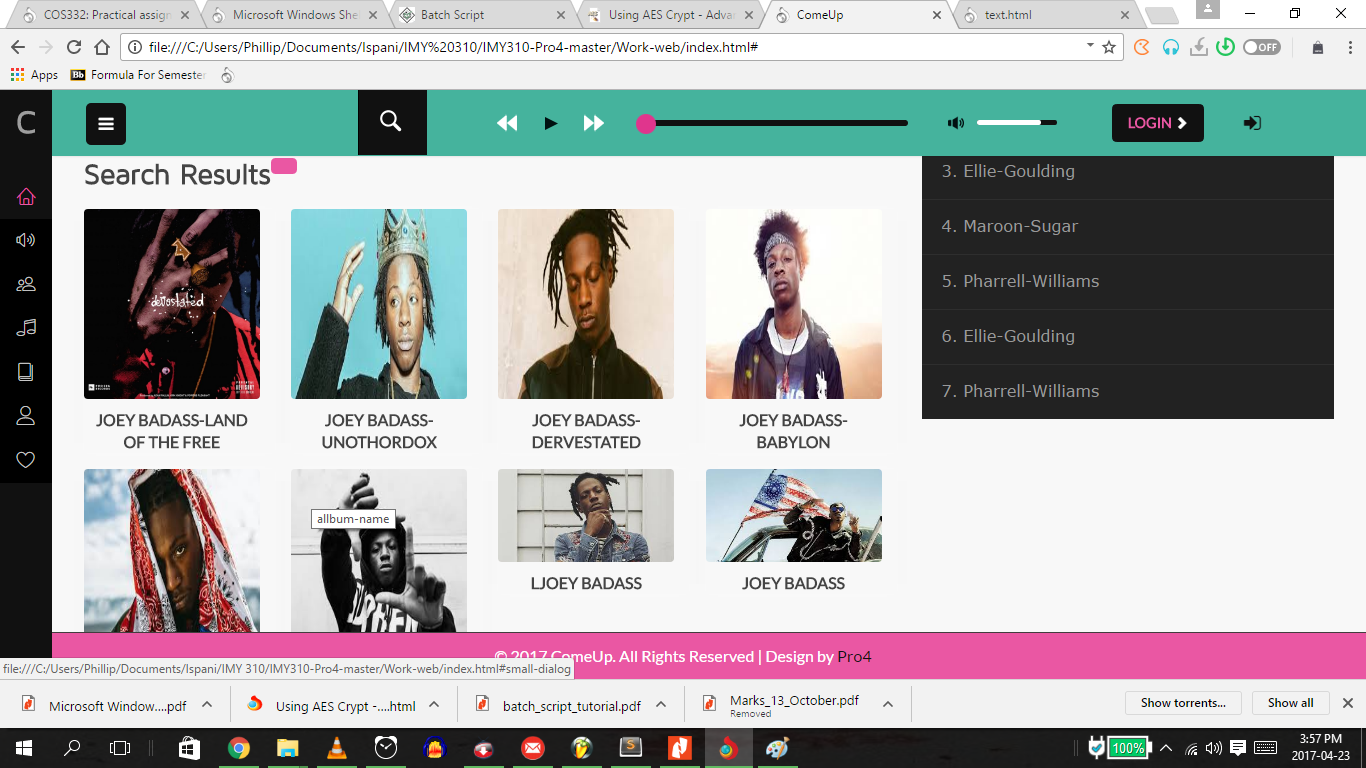 COS332: Practical assign
Microsoft Windows She
Batch Script
Using AES Crypt - Advan
ComeUp
text.html
file:///C:/Users/Phillip/Documents/Ispani/IMY%20310/IMY310-Pro4-master/Work-web/index.html#
OFF
Apps
Bb Formula For Semester
C
LOGIN
Search Results
3. Ellie-Goulding
4. Maroon-Sugar
5. Pharrell-Williams
6. Ellie-Goulding
7. Pharrell-Williams
devastated
JOEY BADASS-LAND
OF THE FREE
JOEY BADASS-
UNOTHORDOX
JOEY BADASS-
DERVESTATED
JOEY BADASS-
BABYLON
allbum-name
LJOEY BADASS
JOEY BADASS
© 2017 ComeUp. All Rights Reserved | Design by Pro4
file:///C:/Users/Phillip/Documents/Ispani/IMY 310/IMY310-Pro4-master/Work-web/index.html#small-dialog
Microsoft Window....pdf
Using AES Crypt -....html
batch_script_tutorial.pdf
Marks_13_October.pdf
Removed
Show torrents...
Show all
100%
3:57 PM
2017-04-23